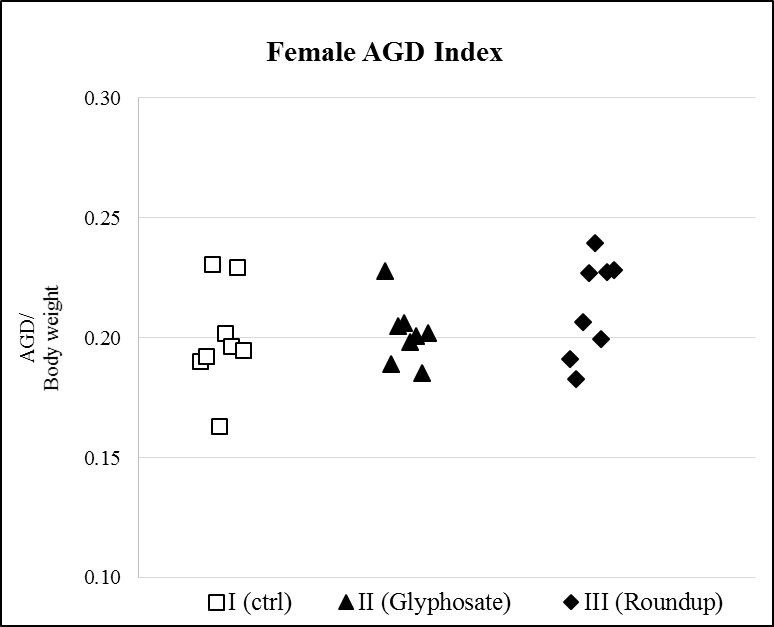 Female AGD Index
0.30
0.25
0.20
0.15
0.10
AGD/
Body weight
I (ctrl)
II (Glyphosate)
III (Roundup)